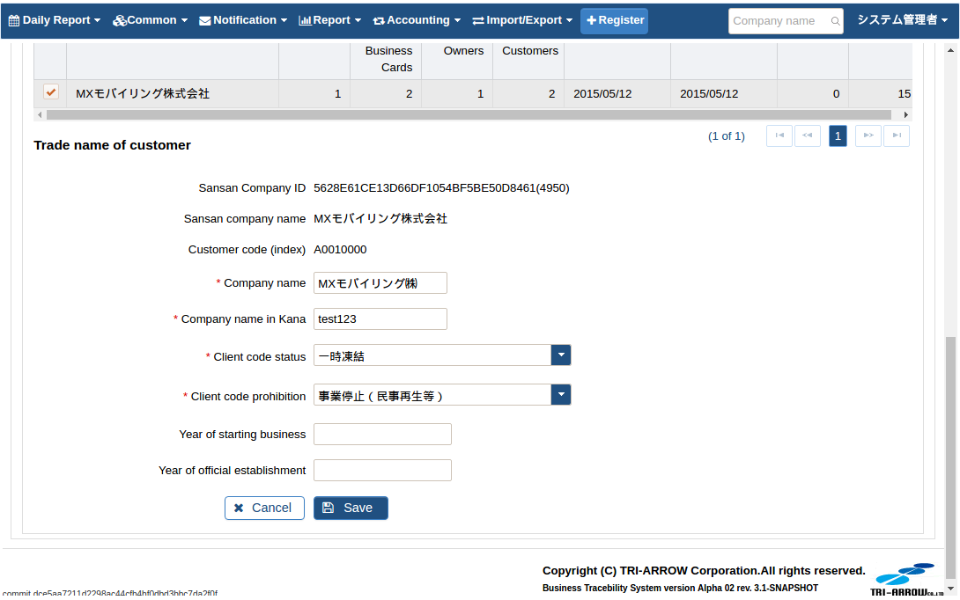 Daily Report Common Notification Report Accounting Import/Export Register Company name システム管理者
Business Cards Owners Customers
MXモバイリング株式会社 1 2 1 2 2015/05/12 2015/05/12 0 15
(1 of 1) 1
Trade name of customer
Sansan Company ID 5628E61CE13D66DF1054BF5BE50D8461(4950)
Sansan company name MXモバイリング株式会社
Customer code (index) A0010000
* Company name MXモバイリング㈱
* Company name in Kana test123
* Client code status 一時凍結
* Client code prohibition 事業停止(民事再生等)
Year of starting business
Year of official establishment
Cancel Save
Copyright (C) TRI-ARROW Corporation.All rights reserved.
Business Tracebility System version Alpha 02 rev. 3.1-SNAPSHOT
TRI-ARROW
commit